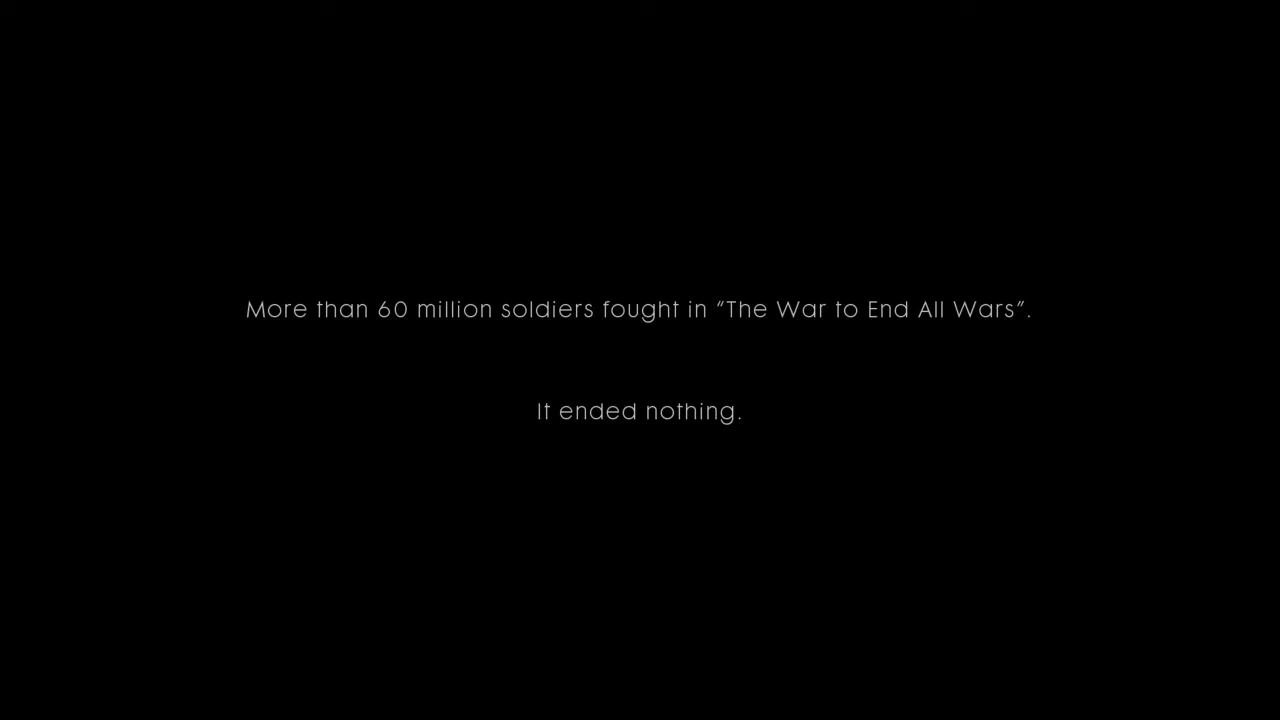 More than 60 million soldiers fought in “The War to End All Wars”.
It ended nothing.